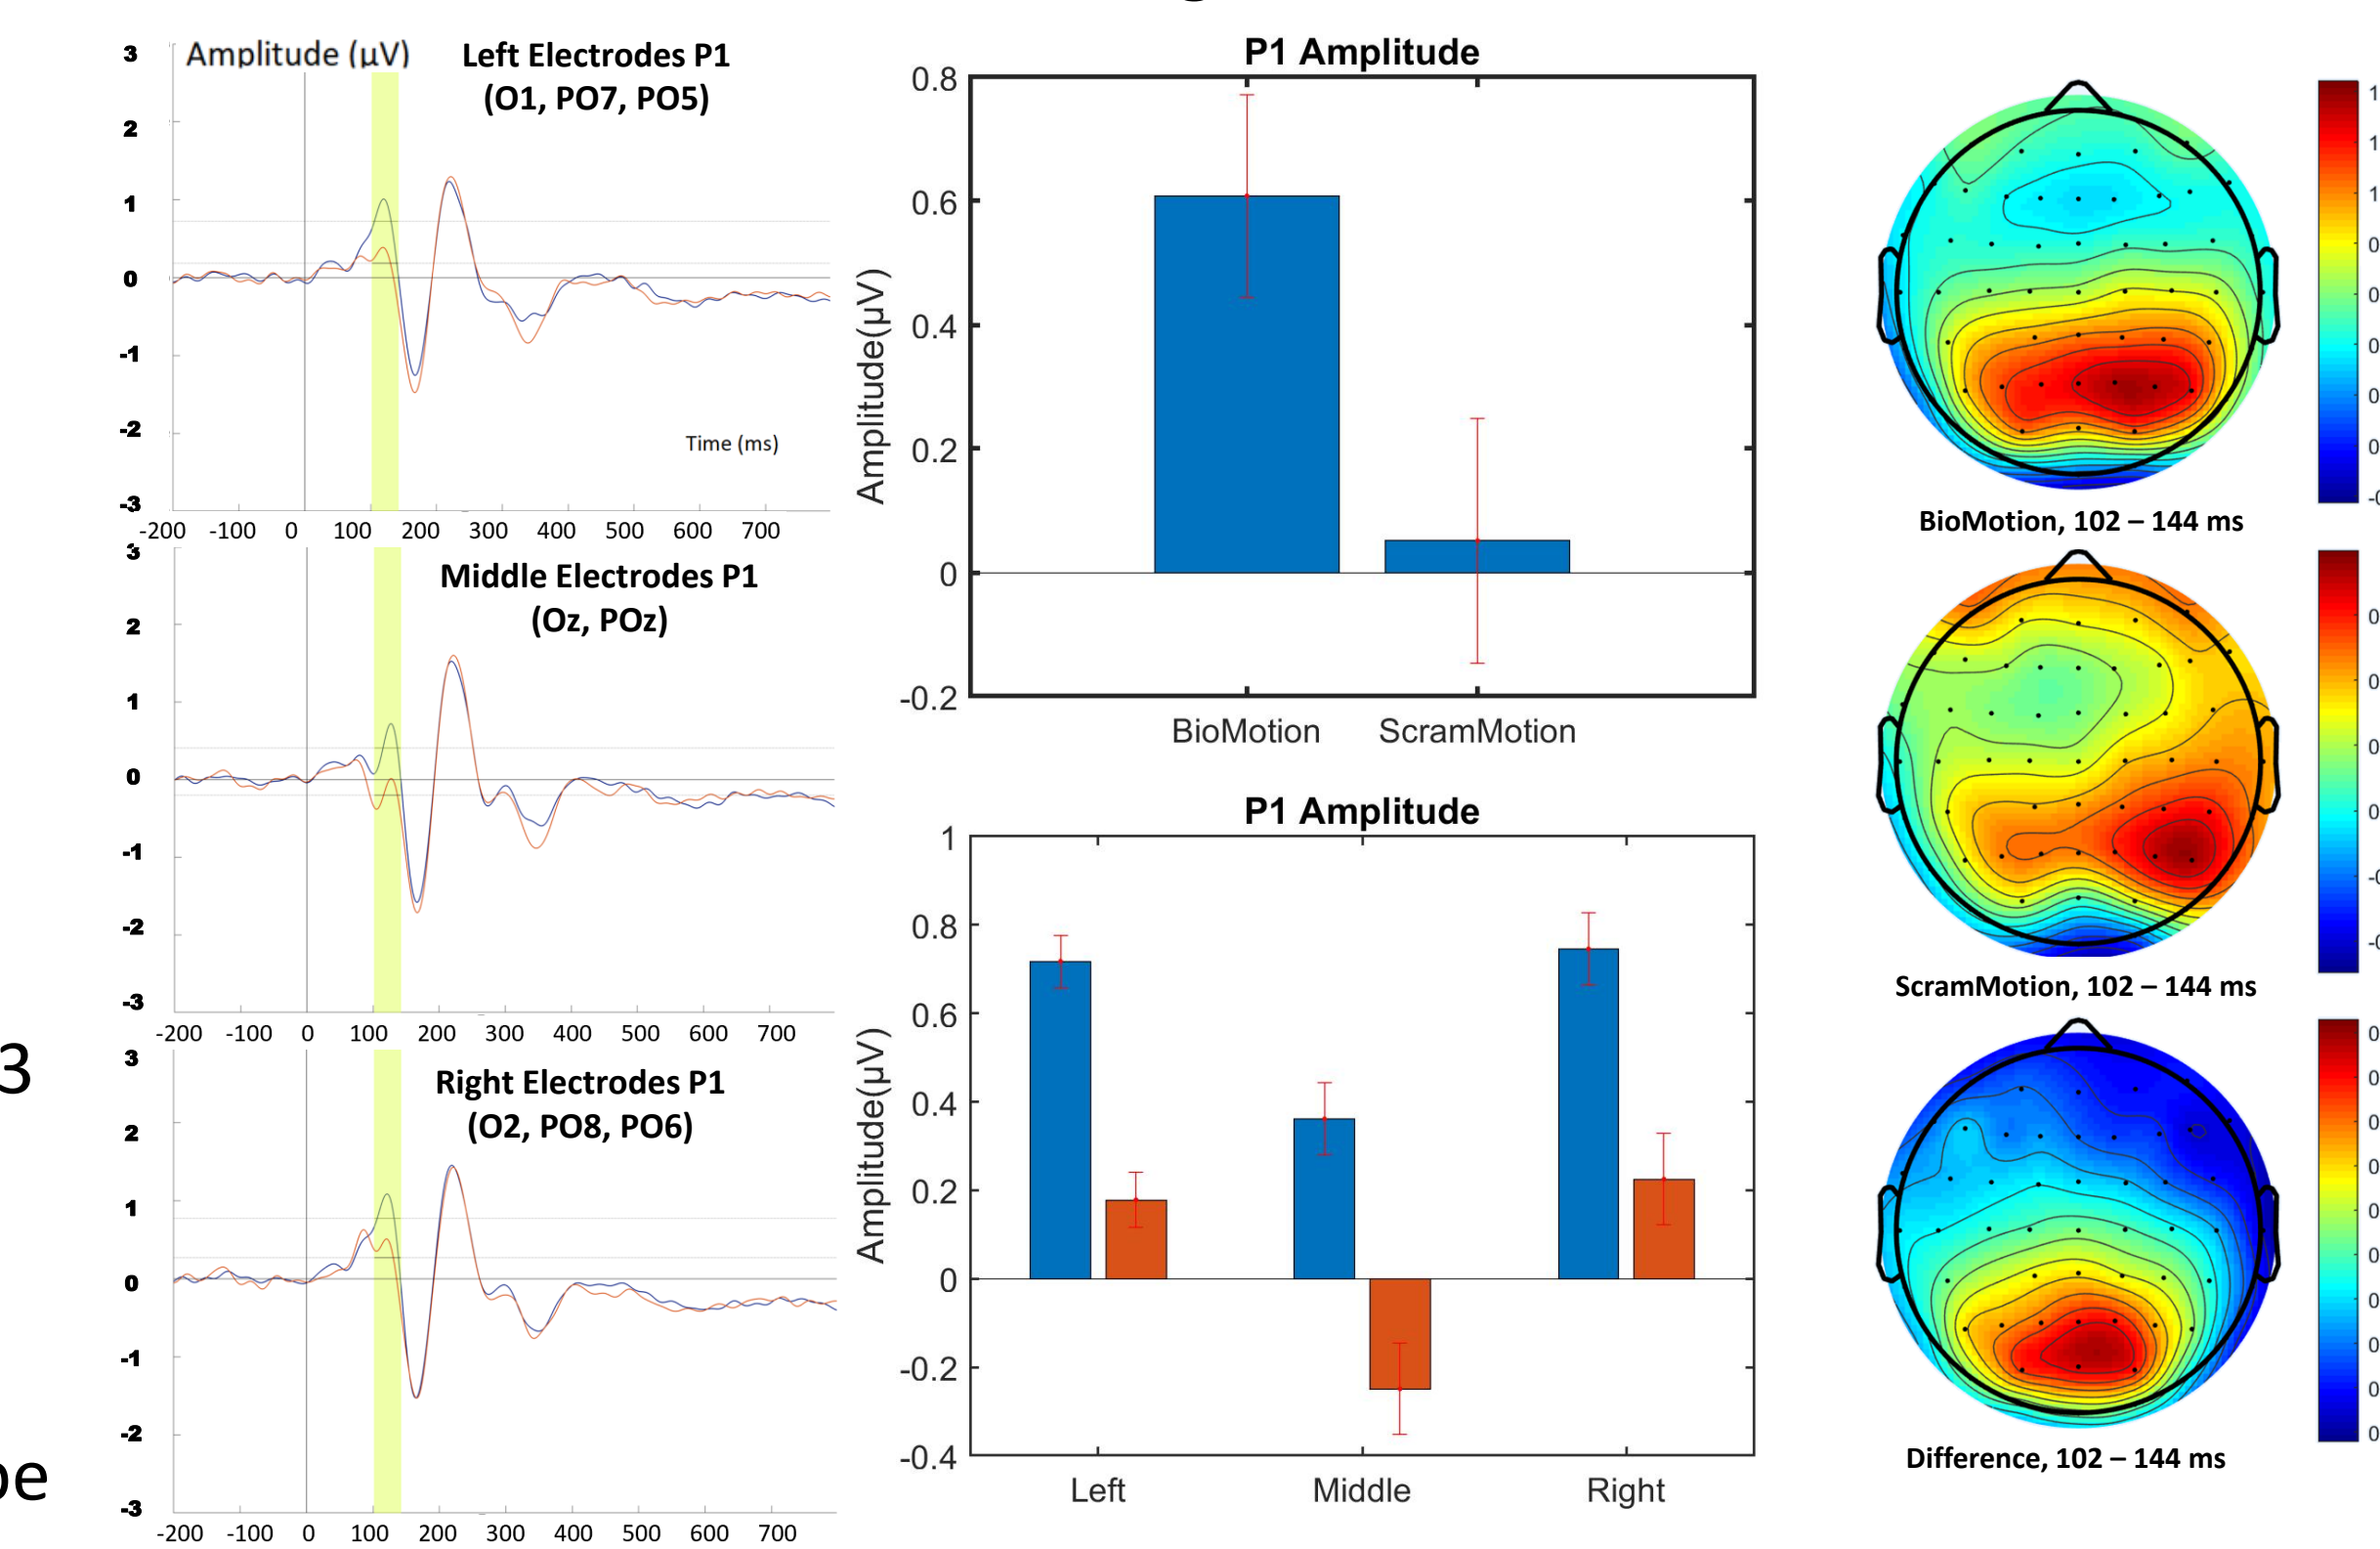 Amplitude (µV)
Left Electrodes P1
(O1, PO7, PO5)
3
2
1
0
-1
-2
-3
Time (ms)
-200 -100 0 100 200 300 400 500 600 700
Middle Electrodes P1
(Oz, POz)
3
2
1
0
-1
-2
-3
-200 -100 0 100 200 300 400 500 600 700
Right Electrodes P1
(O2, PO8, PO6)
3
2
1
0
-1
-2
-3
-200 -100 0 100 200 300 400 500 600 700
3
P1 Amplitude
Amplitude(µV)
0.8
0.6
0.4
0.2
0
-0.2
BioMotion ScramMotion
P1 Amplitude
Amplitude(µV)
1
0.8
0.6
0.4
0.2
0
-0.2
-0.4
Left Middle Right
BioMotion, 102 – 144 ms
ScramMotion, 102 – 144 ms
Difference, 102 – 144 ms